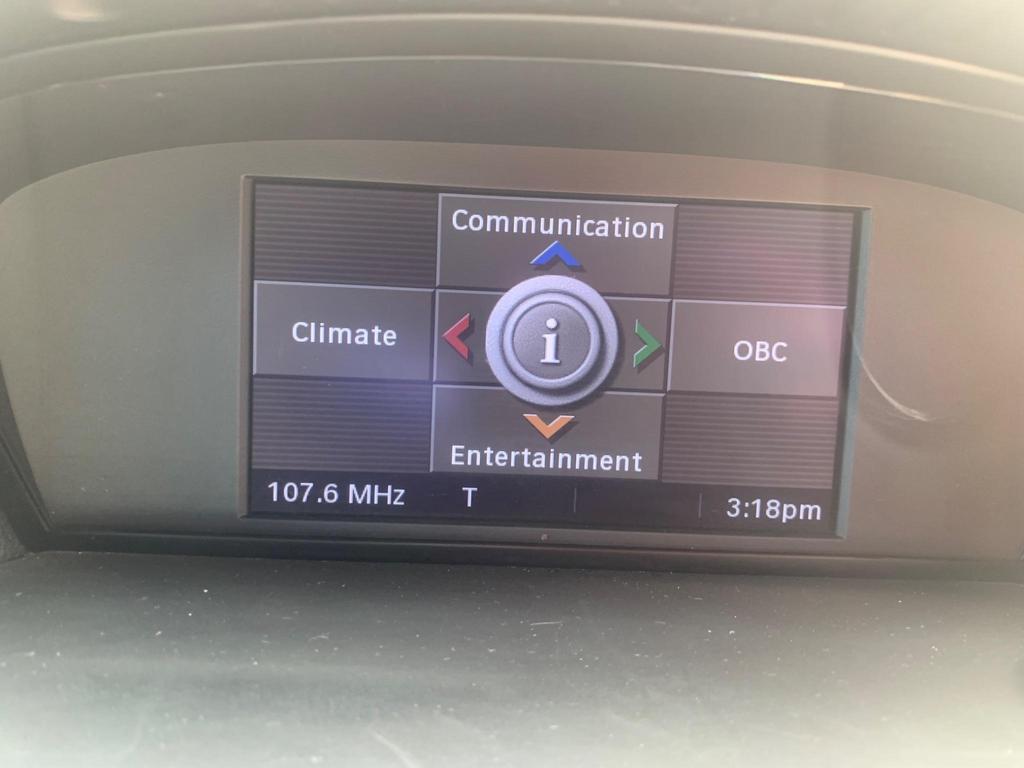 Communication
Climate
i
OBC
Entertainment
107.6 MHz T 3:18pm